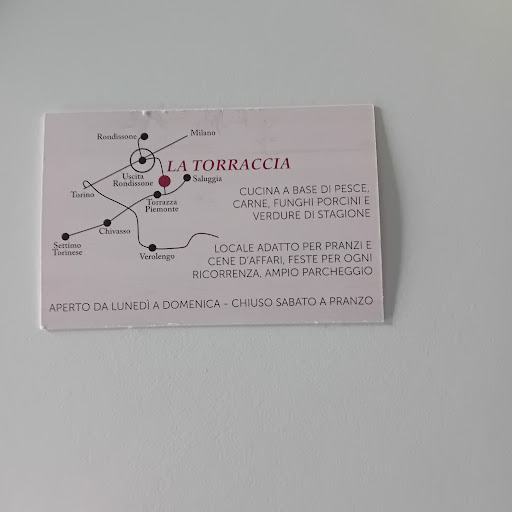 Rondissone
Milano
Uscita
Rondissone
LA TORRACCIA
Saluggia
Torino
Torrazza
Piemonte
Chivasso
Settimo
Torinese
Verolengo
CUCINA A BASE DI PESCE,
CARNE, FUNGHI PORCINI E
VERDURE DI STAGIONE
LOCALE ADATTO PER PRANZI E
CENE D'AFFARI, FESTE PER OGNI
RICORRENZA, AMPIO PARCHEGGIO
APERTO DA LUNEDÌ A DOMENICA - CHIUSO SABATO A PRANZO